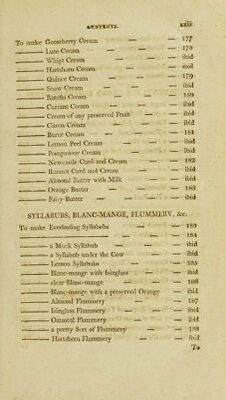 CONTENTS. xxiii
To make Gooseberry Cream — — 177
Lute Cream — — 178
Whipt Cream — — ibid
Hartshorn Cream — — ibid
Quince Cream — — 179
Snow Cream — — ibid
Ratafia Cream — — 180
Currant Cream — — ibid
Cream of any preserved Fruit — ibid
Citron Cream — — ibid
Burnt Cream — — 181
Lemon Peel Cream — — ibid
Pompadour Cream — — ibid
Newcastle Curd and Cream — 182
Runnet Curd and Cream — ibid
Almond Butter with Milk — ibid
Orange Butter — — 183
Fairy Butter — — ibid
SYLLABUBS, BLANC-MANGE, FLUMMERY, &c.
To make Everlasting Syllabubs — — 183
— — 184
a Mock Syllabub — — ibid
a Syllabub under the Cow — ibid
Lemon Syllabubs — — 185
Blanc-mange with Isinglass — ibid
clear Blanc-mange — — 186
Blanc-mange with a preserved Orange — ibid
Almond Flummery — — 187
Isinglass Flummery — — ibid
Oatmeal Flummery — — ibid
a pretty Sort of Flummery — 188
Hartshorn Flummery — — ibid
To